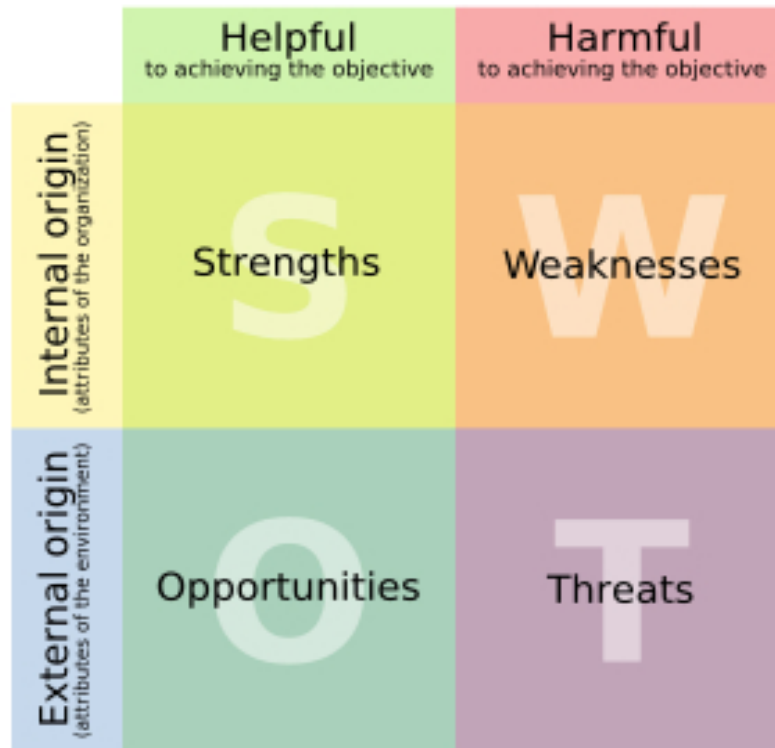 Helpful
to achieving the objective
Harmful
to achieving the objective
Internal origin
(attributes of the organization)
S
Strengths
W
Weaknesses
External origin
(attributes of the environment)
O
Opportunities
T
Threats